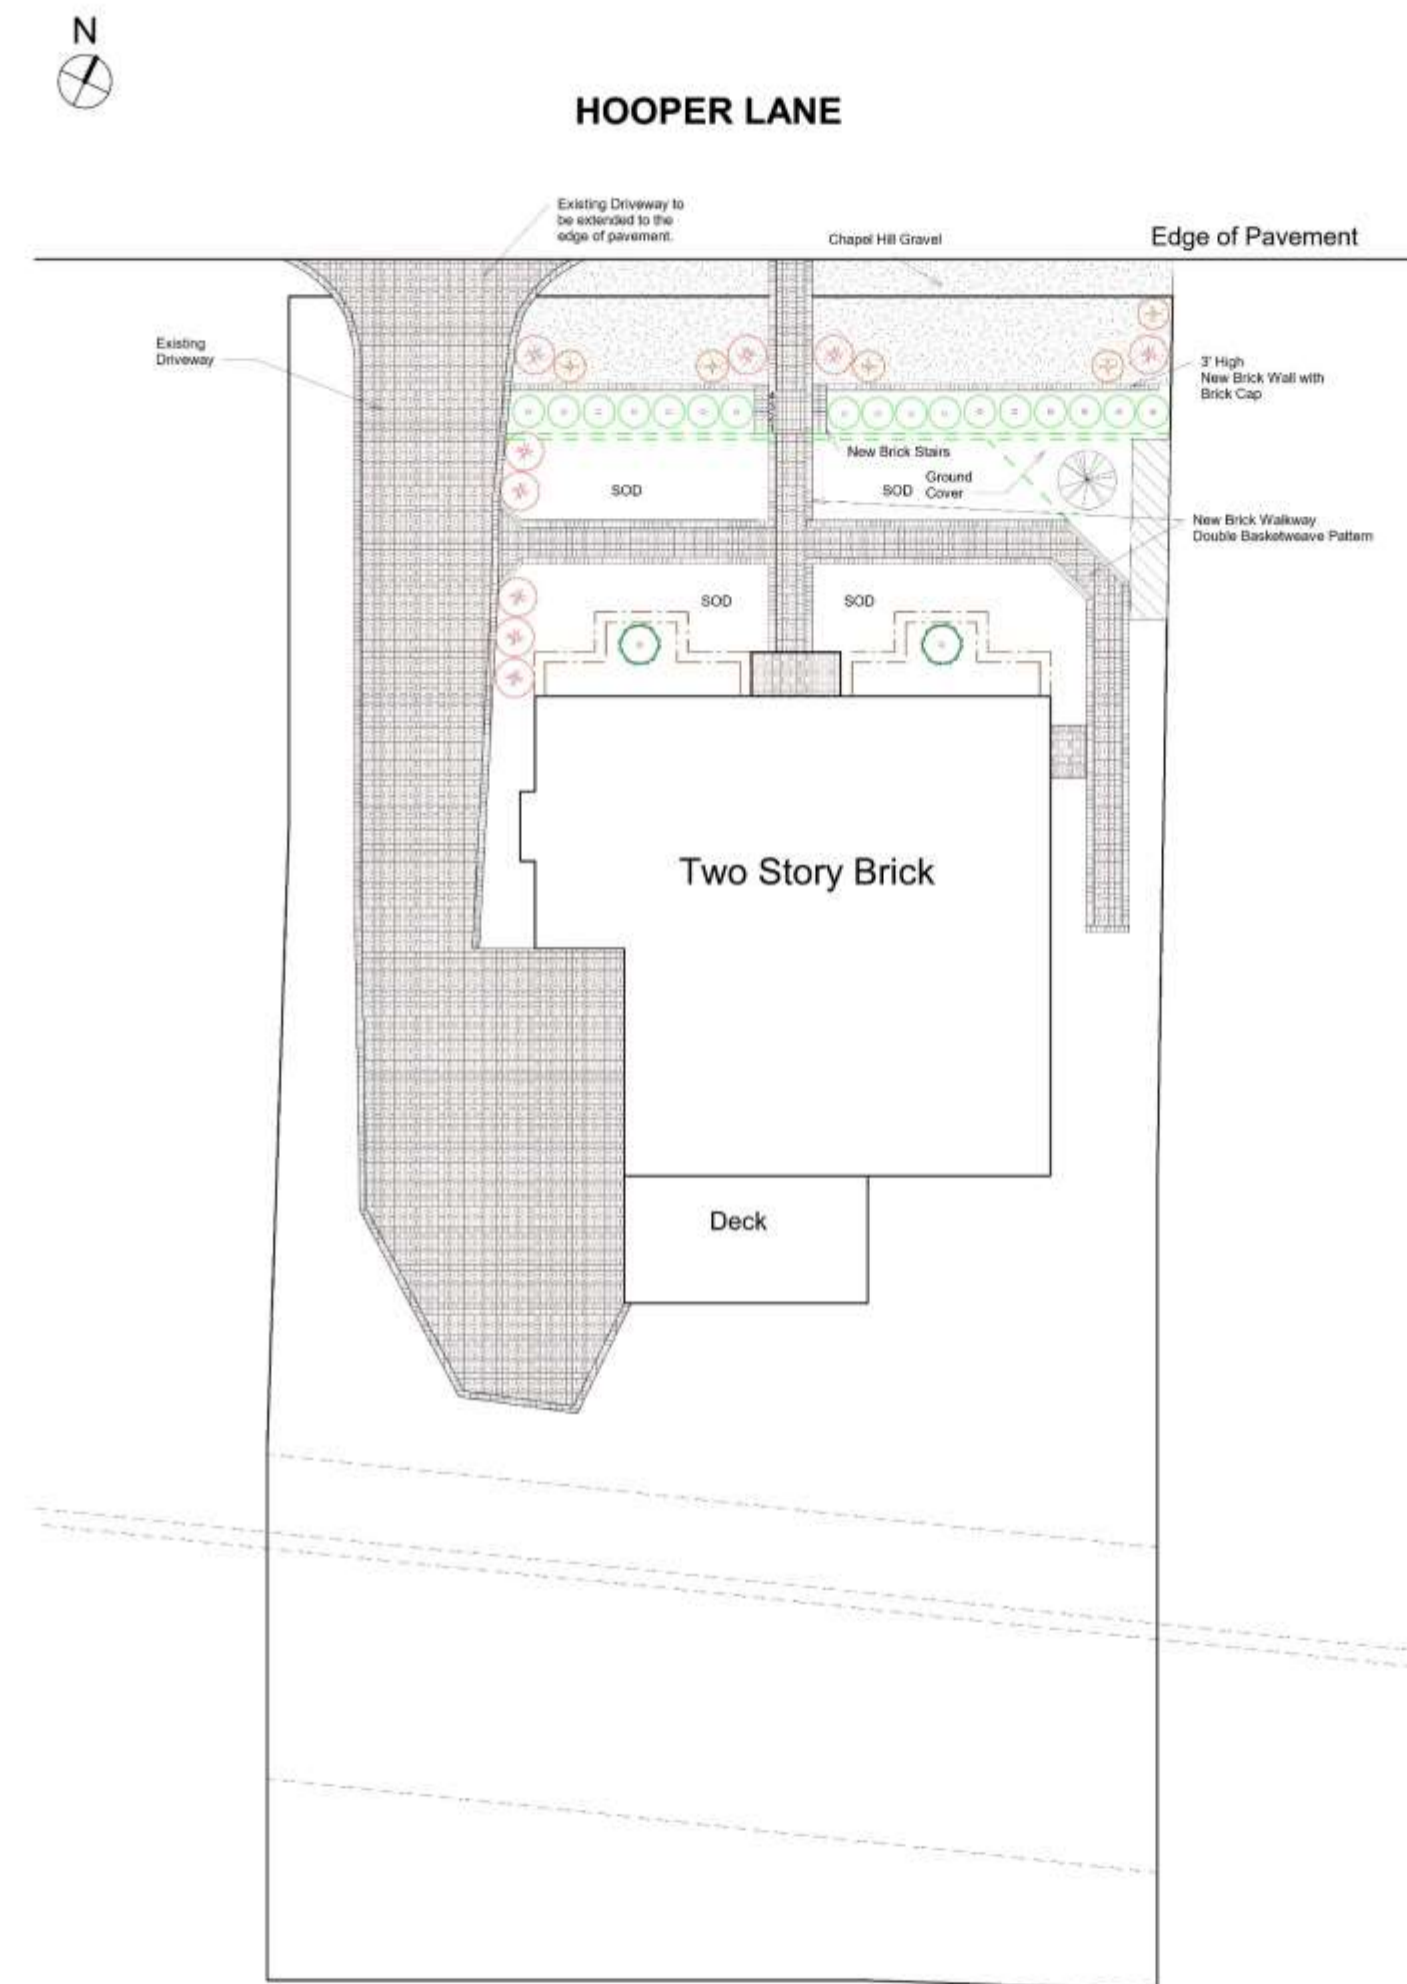 N
HOOPER LANE
Existing Driveway to
be extended to the
edge of pavement.
Chapel Hill Gravel
Edge of Pavement
Existing
Driveway
3' High
New Brick Wall with
Brick Cap
New Brick Stairs
SOD
SOD
Ground
Cover
New Brick Walkway
Double Basketweave Pattern
SOD
SOD
Two Story Brick
Deck